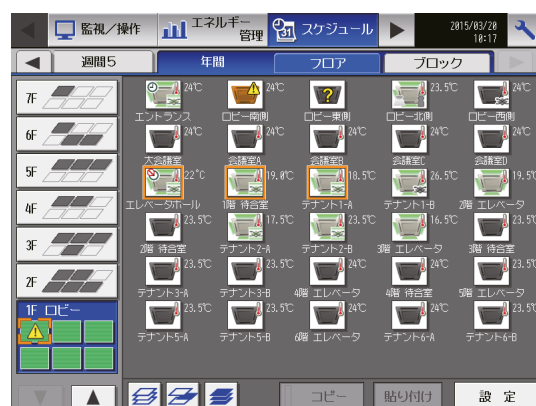 監視／操作
エネルギー
管理
スケジュール
2015/03/20
10:17
週間5
年間
フロア
ブロック
7F
6F
5F
4F
3F
2F
1F ロビー
24℃ 24℃ 23.5℃ 24℃
エントランス ロビー南側 ロビー東側 ロビー北側 ロビー西側
24℃ 24℃ 24℃ 24℃ 24℃
大会議室 会議室A 会議室B 会議室C 会議室D
22℃ 19.0℃ 18.5℃ 26.5℃ 19.5℃
エレベータホール 1階 待合室 テナント1-A テナント1-B 2階 エレベータ
23.5℃ 17.5℃ 23.5℃ 16.5℃ 23.5℃
2階 待合室 テナント2-A テナント2-B 3階 エレベータ 3階 待合室
23.5℃ 23.5℃ 24℃ 24℃ 23.5℃
テナント3-A テナント3-B 4階 エレベータ 4階 待合室 5階 エレベータ
23.5℃ 23.5℃ 24℃ 24℃ 23.5℃
テナント5-A テナント5-B 6階 エレベータ テナント6-A テナント6-B
コピー
貼り付け
設 定